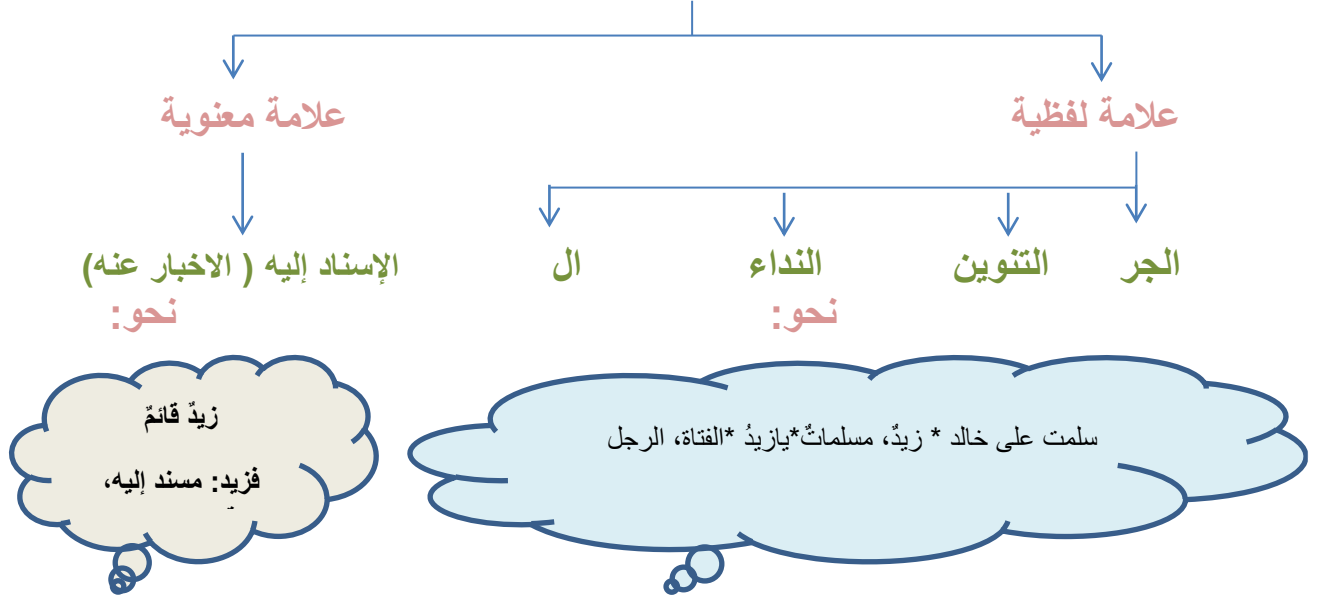 علامة لفظية
علامة معنوية
الجر
التنوين
النداء
ال
الإسناد إليه ( الاخبار عنه)
نحو:
نحو:
سلمت على خالد * زيدٌ، مسلماتٌ*يازيدُ *الفتاة، الرجل
زيدٌ قائمٌ
فزيد: مسند إليه،